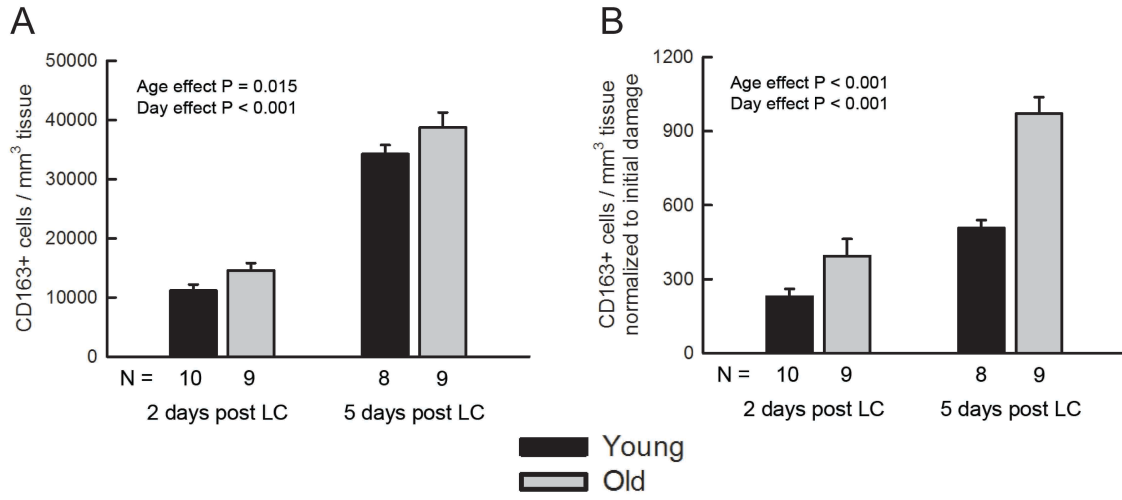 A
50000
40000
30000
20000
10000
0
CD163+ cells / mm³ tissue
Age effect P = 0.015
Day effect P < 0.001
N = 10 9 8 9
2 days post LC 5 days post LC
B
1200
900
600
300
0
CD163+ cells / mm³ tissue
normalized to initial damage
Age effect P < 0.001
Day effect P < 0.001
N = 10 9 8 9
2 days post LC 5 days post LC
Young
Old